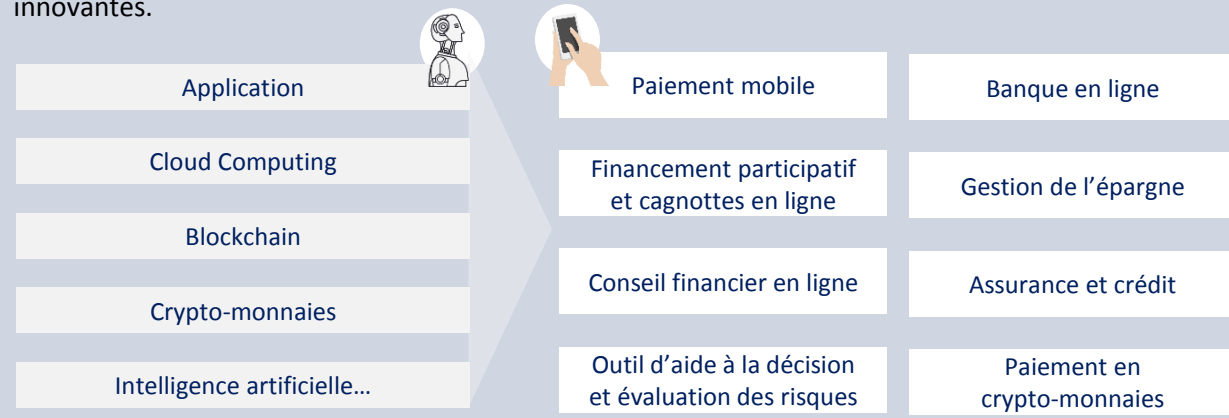 innovantes.
Application
Cloud Computing
Blockchain
Crypto-monnaies
Intelligence artificielle…
Paiement mobile
Financement participatif
et cagnottes en ligne
Conseil financier en ligne
Outil d’aide à la décision
et évaluation des risques
Banque en ligne
Gestion de l’épargne
Assurance et crédit
Paiement en
crypto-monnaies